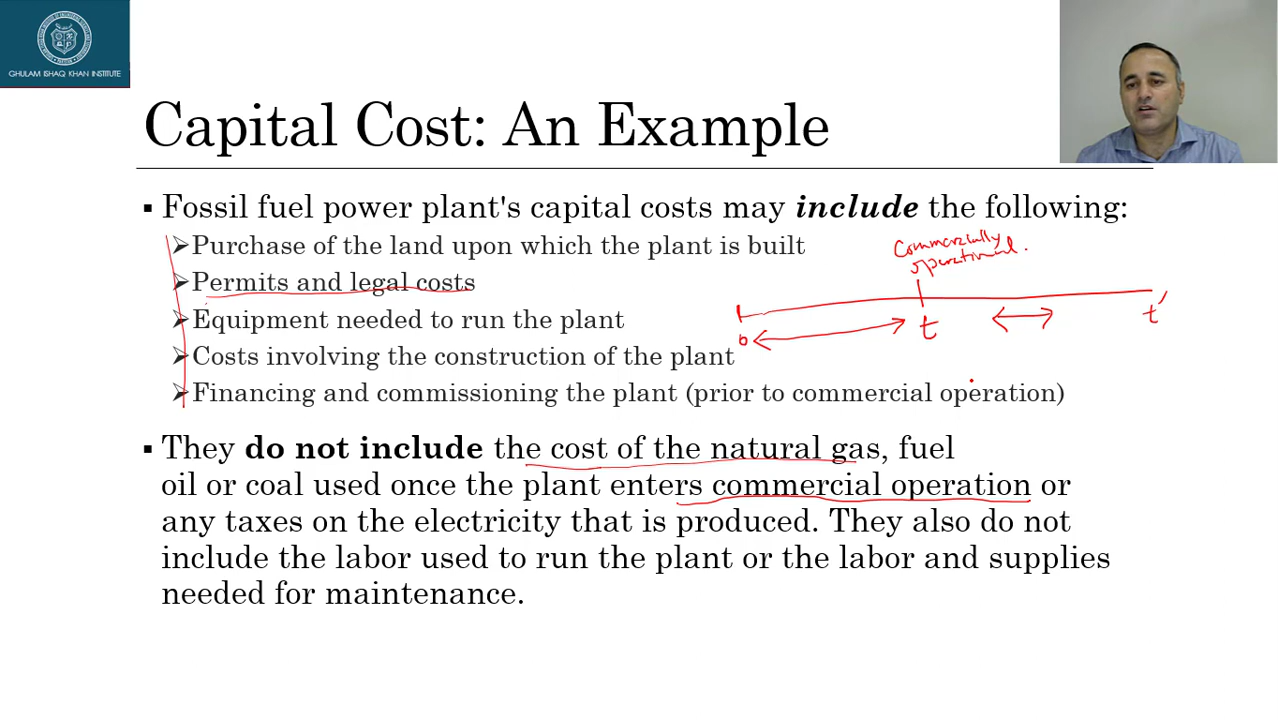 GHULAM ISHAQ KHAN INSTITUTE
Capital Cost: An Example
▪ Fossil fuel power plant's capital costs may include the following:
➢ Purchase of the land upon which the plant is built
➢ Permits and legal costs
➢ Equipment needed to run the plant
➢ Costs involving the construction of the plant
➢ Financing and commissioning the plant (prior to commercial operation)
Commercially
operational.
0
t
t'
▪ They do not include the cost of the natural gas, fuel
oil or coal used once the plant enters commercial operation or
any taxes on the electricity that is produced. They also do not
include the labor used to run the plant or the labor and supplies
needed for maintenance.